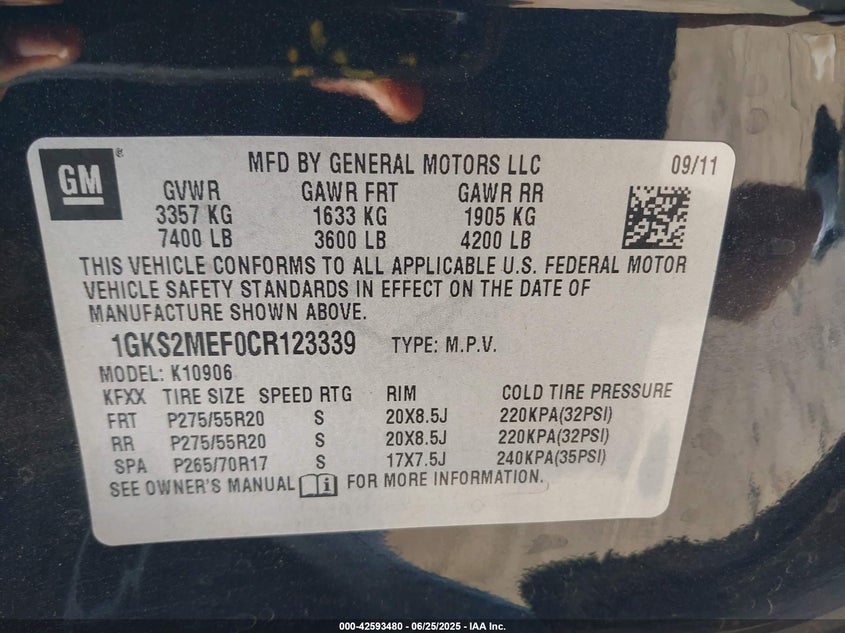 GM ®
MFD BY GENERAL MOTORS LLC 09/11
GVWR GAWR FRT GAWR RR
3357 KG 1633 KG 1905 KG
7400 LB 3600 LB 4200 LB
THIS VEHICLE CONFORMS TO ALL APPLICABLE U.S. FEDERAL MOTOR
VEHICLE SAFETY STANDARDS IN EFFECT ON THE DATE OF
MANUFACTURE SHOWN ABOVE.
1GKS2MEF0CR123339 TYPE: M.P.V.
MODEL: K10906
KFXX TIRE SIZE SPEED RTG RIM COLD TIRE PRESSURE
FRT P275/55R20 S 20X8.5J 220KPA(32PSI)
RR P275/55R20 S 20X8.5J 220KPA(32PSI)
SPA P265/70R17 S 17X7.5J 240KPA(35PSI)
SEE OWNER'S MANUAL i FOR MORE INFORMATION.
000-42593480 - 06/25/2025 - IAA Inc.